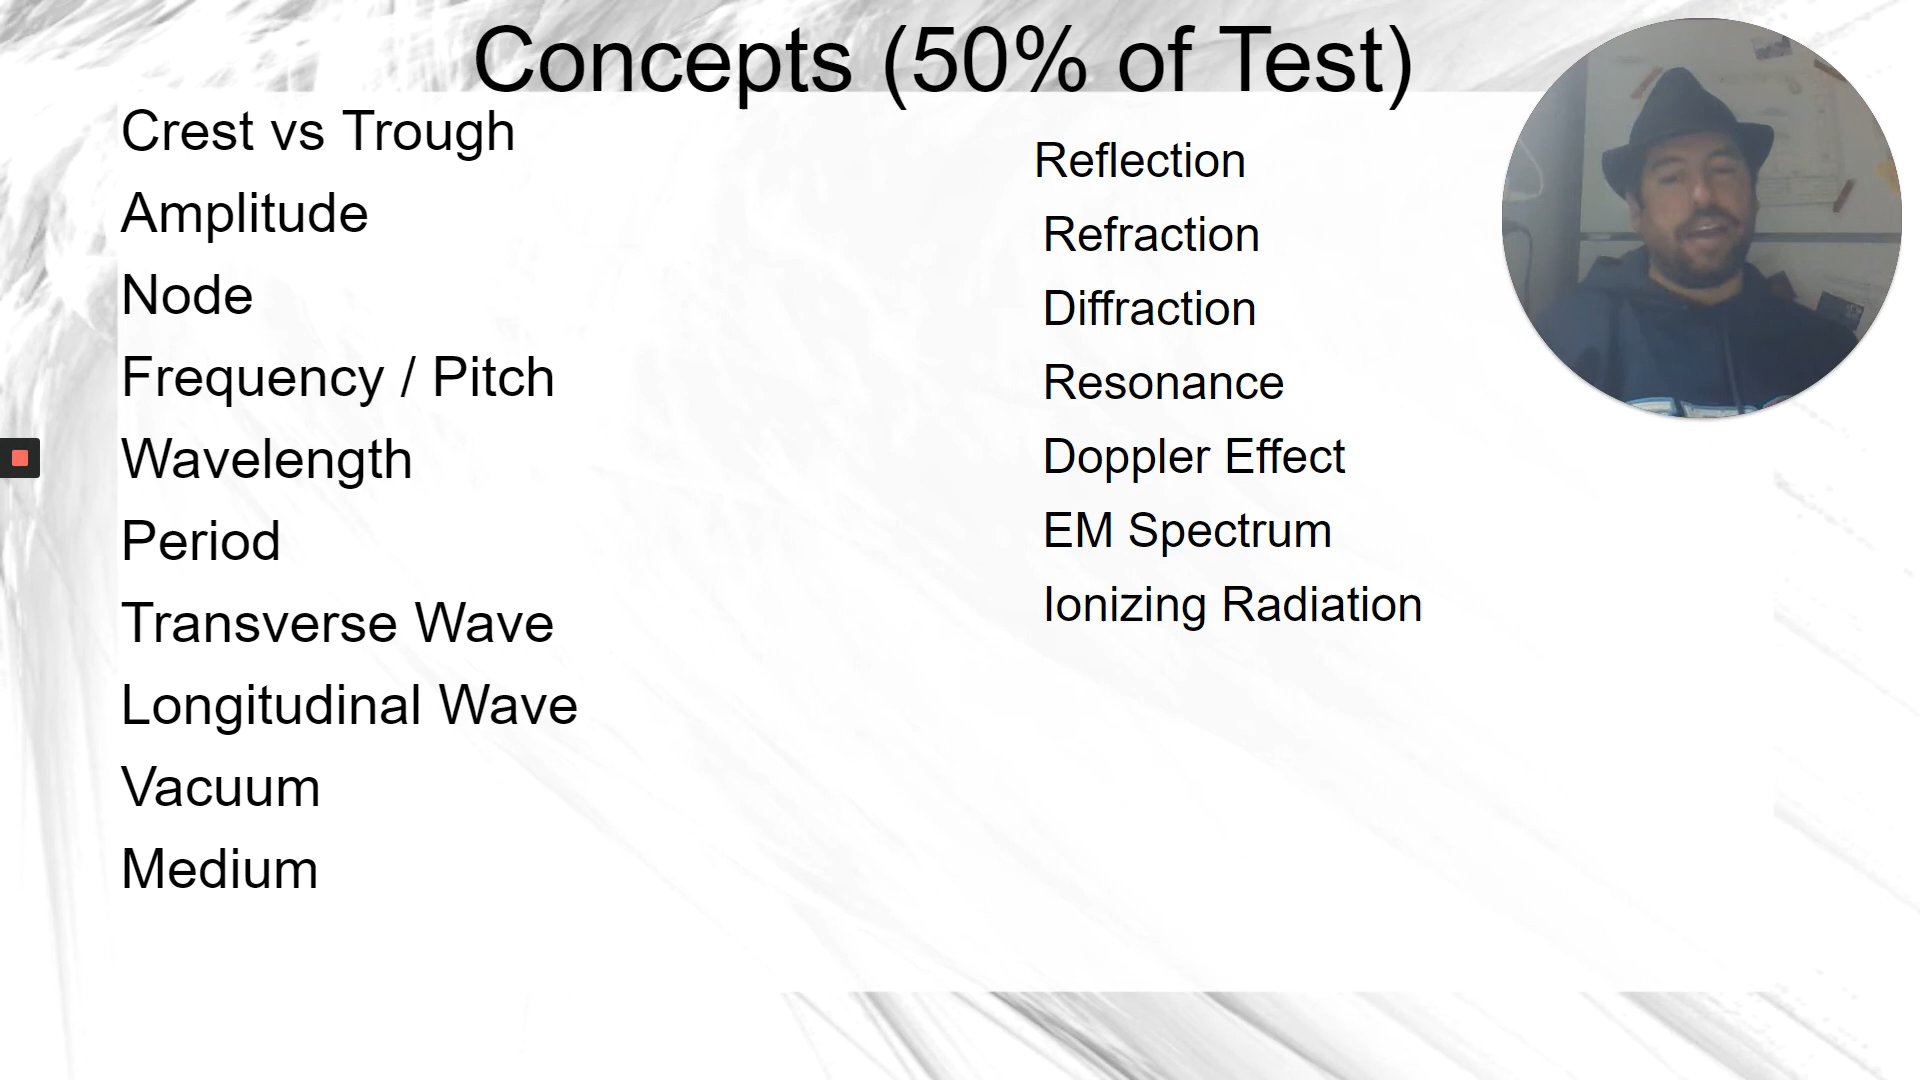 Concepts (50% of Test)
Crest vs Trough
Amplitude
Node
Frequency / Pitch
Wavelength
Period
Transverse Wave
Longitudinal Wave
Vacuum
Medium
Reflection
Refraction
Diffraction
Resonance
Doppler Effect
EM Spectrum
Ionizing Radiation